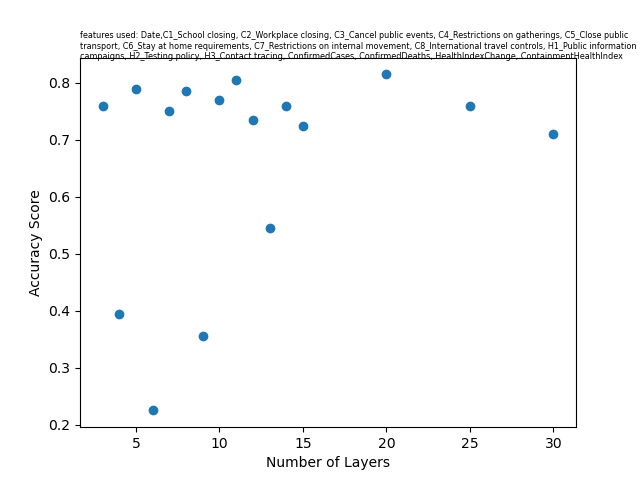 features used: Date,C1_School closing, C2_Workplace closing, C3_Cancel public events, C4_Restrictions on gatherings, C5_Close public
transport, C6_Stay at home requirements, C7_Restrictions on internal movement, C8_International travel controls, H1_Public information
campaigns, H2_Testing policy, H3_Contact tracing, ConfirmedCases, ConfirmedDeaths, HealthIndexChange, ContainmentHealthIndex
0.8
0.7
0.6
0.5
0.4
0.3
0.2
Accuracy Score
5 10 15 20 25 30
Number of Layers